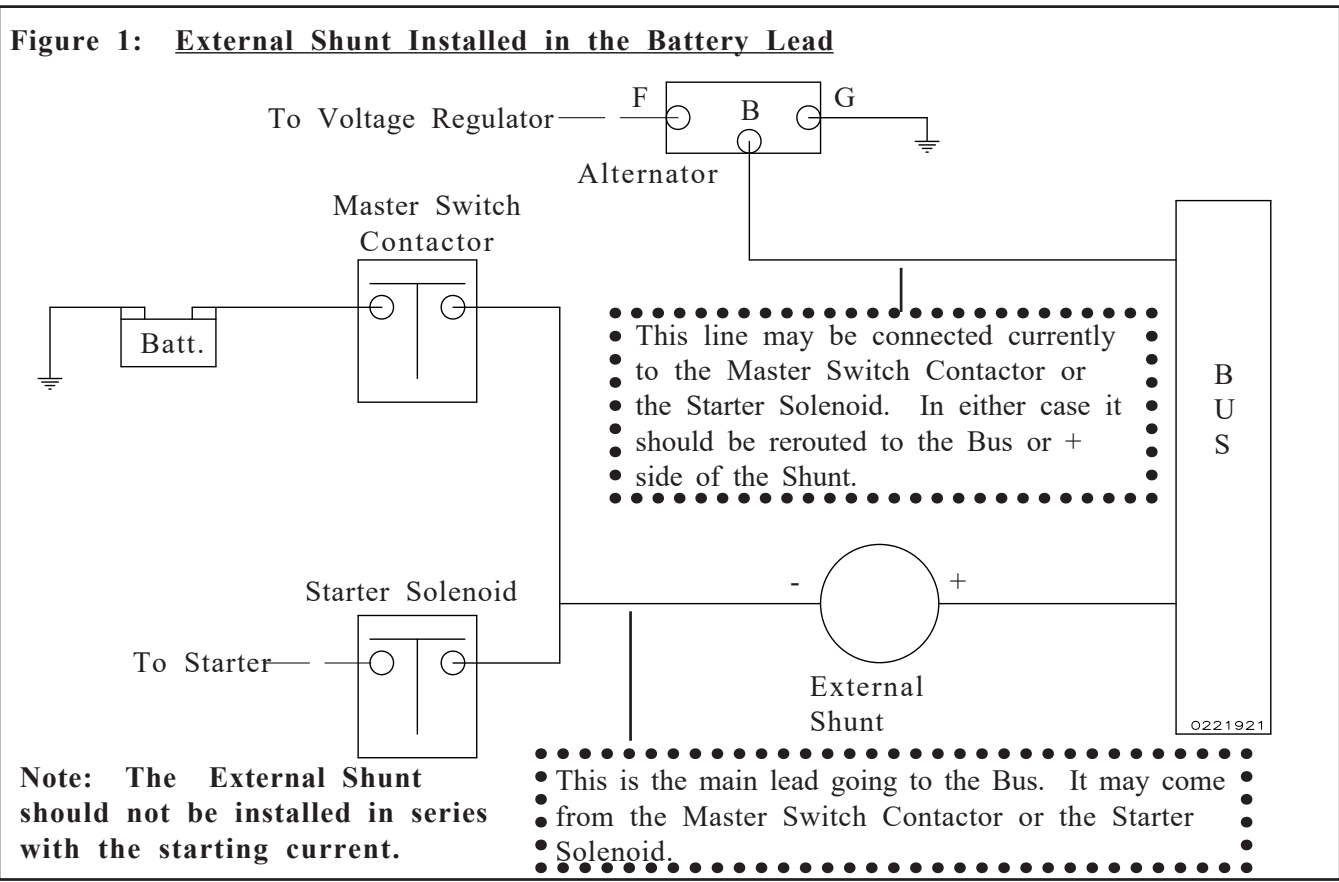 Figure 1: External Shunt Installed in the Battery Lead
To Voltage Regulator
F
B
G
Alternator
Master Switch
Contactor
Batt.
This line may be connected currently
to the Master Switch Contactor or
the Starter Solenoid. In either case it
should be rerouted to the Bus or +
side of the Shunt.
B
U
S
Starter Solenoid
To Starter
-
+
External
Shunt
0221921
Note: The External Shunt
should not be installed in series
with the starting current.
This is the main lead going to the Bus. It may come
from the Master Switch Contactor or the Starter
Solenoid.